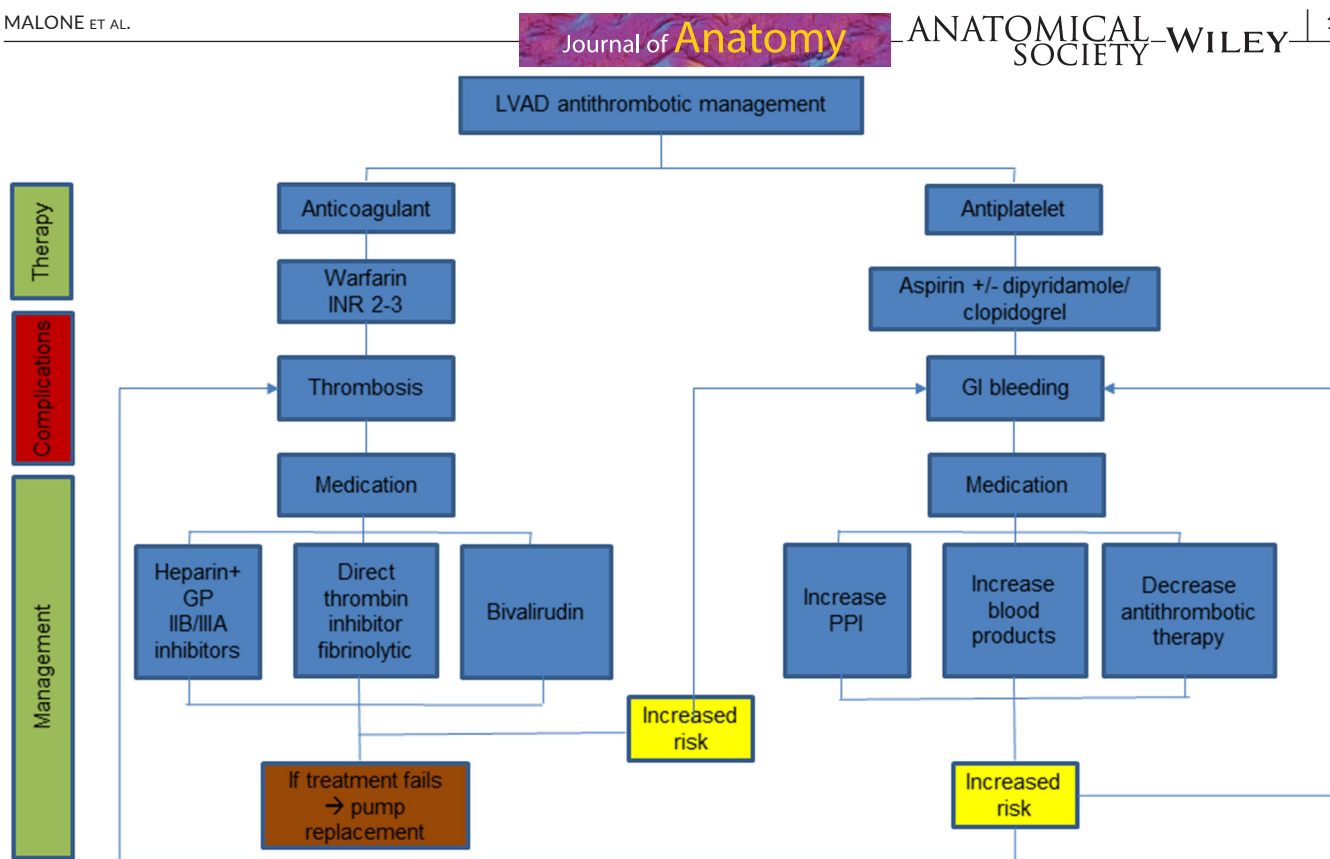 MALONE ET AL.
Journal of Anatomy
ANATOMICAL
SOCIETY
WILEY
LVAD antithrombotic management
Therapy
Anticoagulant
Antiplatelet
Warfarin
INR 2-3
Aspirin +/- dipyridamole/
clopidogrel
Complications
Thrombosis
GI bleeding
Management
Medication
Medication
Heparin+
GP
IIB/IIIA
inhibitors
Direct
thrombin
inhibitor
fibrinolytic
Bivalirudin
Increase
PPI
Increase
blood
products
Decrease
antithrombotic
therapy
Increased
risk
If treatment fails
→ pump
replacement
Increased
risk